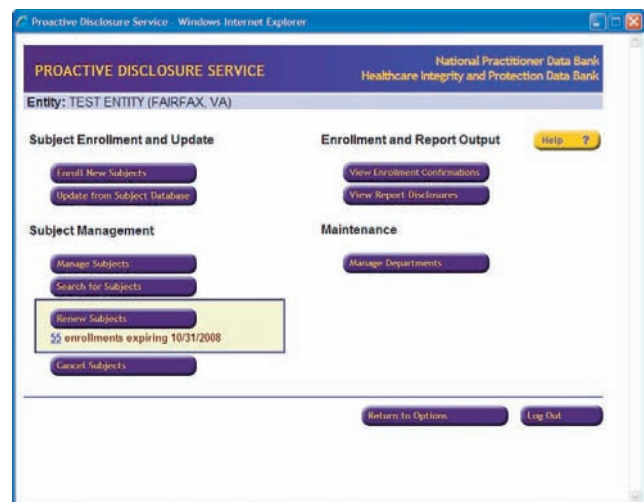 Proactive Disclosure Service - Windows Internet Explorer
PROACTIVE DISCLOSURE SERVICE
National Practitioner Data Bank
Healthcare Integrity and Protection Data Bank
Entity: TEST ENTITY (FAIRFAX, VA)
Subject Enrollment and Update
Enroll New Subjects
Update from Subject Database
Enrollment and Report Output
Help ?
View Enrollment Confirmations
View Report Disclosures
Subject Management
Manage Subjects
Search for Subjects
Renew Subjects
55 enrollments expiring 10/31/2008
Cancel Subjects
Maintenance
Manage Departments
Return to Options
Log Out